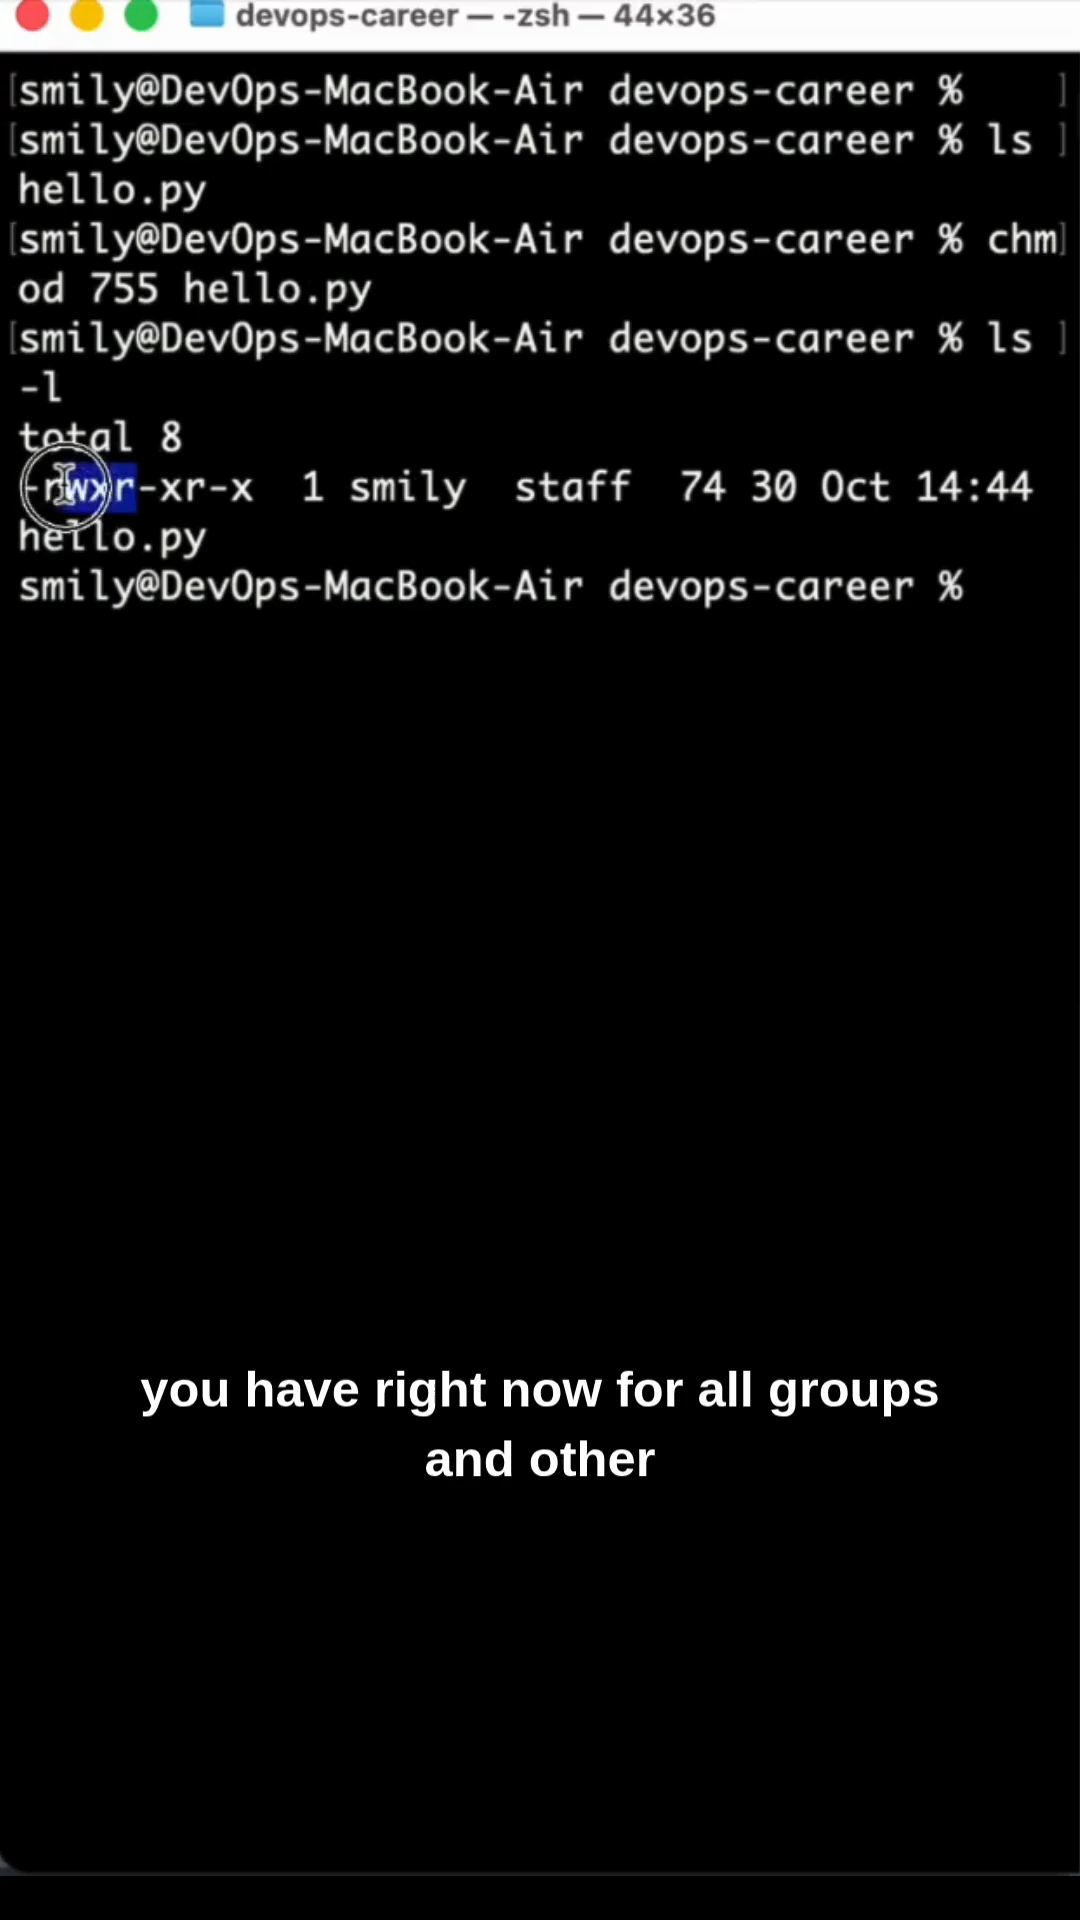 devops-career — -zsh — 44×36
[smily@DevOps-MacBook-Air devops-career % ]
[smily@DevOps-MacBook-Air devops-career % ls ]
hello.py
[smily@DevOps-MacBook-Air devops-career % chm]
od 755 hello.py
[smily@DevOps-MacBook-Air devops-career % ls ]
-l
total 8
-rwxr-xr-x 1 smily staff 74 30 Oct 14:44
hello.py
smily@DevOps-MacBook-Air devops-career %
you have right now for all groups
and other